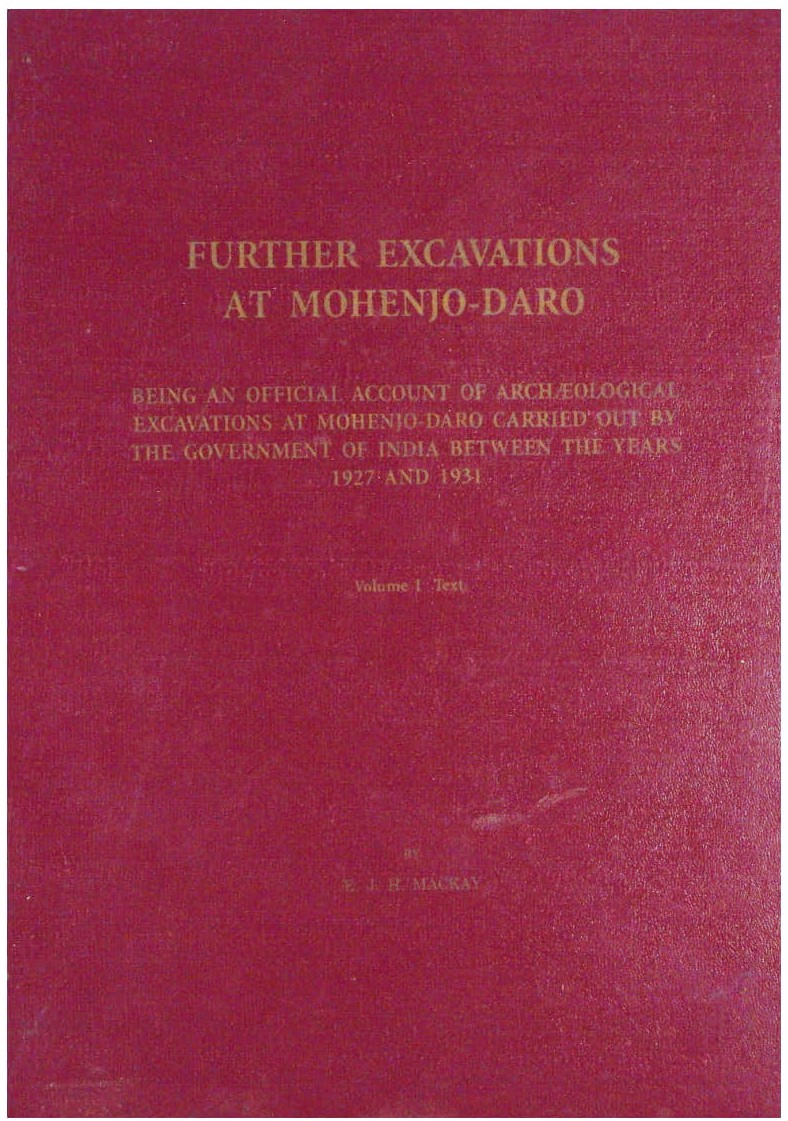 FURTHER EXCAVATIONS
AT MOHENJO-DARO
BEING AN OFFICIAL ACCOUNT OF ARCHÆOLOGICAL
EXCAVATIONS AT MOHENJO-DARO CARRIED OUT BY
THE GOVERNMENT OF INDIA BETWEEN THE YEARS
1927 AND 1931
Volume I Text
BY
E. J. H. MACKAY